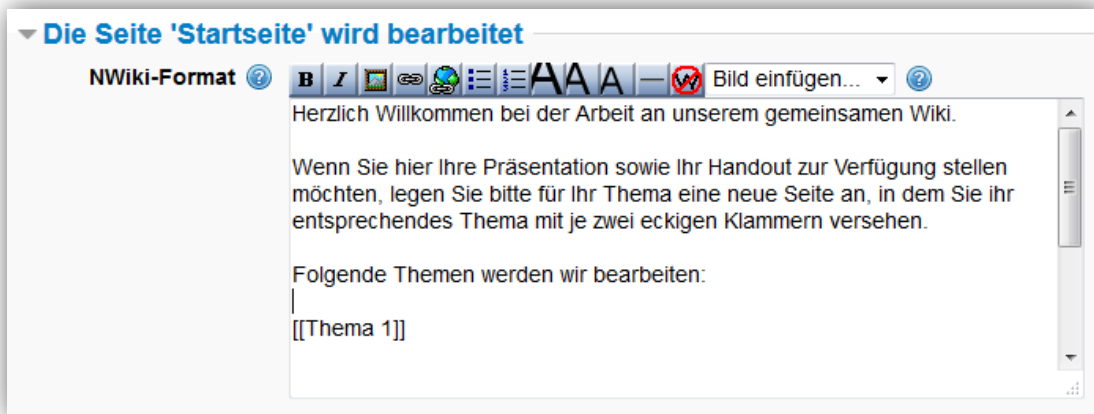 Die Seite 'Startseite' wird bearbeitet
NWiki-Format
B I A A A W Bild einfügen...
Herzlich Willkommen bei der Arbeit an unserem gemeinsamen Wiki.
Wenn Sie hier Ihre Präsentation sowie Ihr Handout zur Verfügung stellen
möchten, legen Sie bitte für Ihr Thema eine neue Seite an, in dem Sie ihr
entsprechendes Thema mit je zwei eckigen Klammern versehen.
Folgende Themen werden wir bearbeiten:
[[Thema 1]]